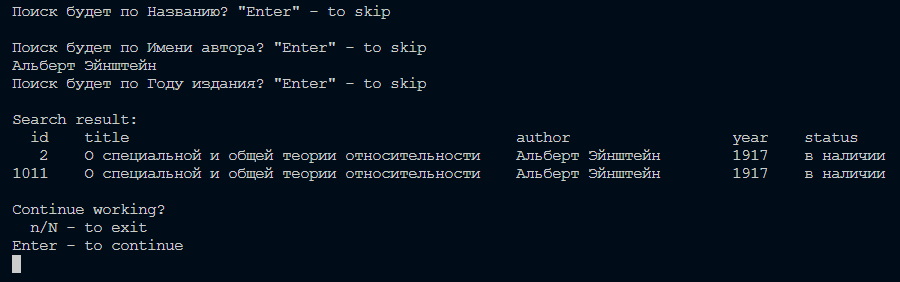 Поиск будет по Названию? "Enter" - to skip
Поиск будет по Имени автора? "Enter" - to skip
Альберт Эйнштейн
Поиск будет по Году издания? "Enter" - to skip
Search result:
id title author year status
2 О специальной и общей теории относительности Альберт Эйнштейн 1917 в наличии
1011 О специальной и общей теории относительности Альберт Эйнштейн 1917 в наличии
Continue working?
n/N - to exit
Enter - to continue